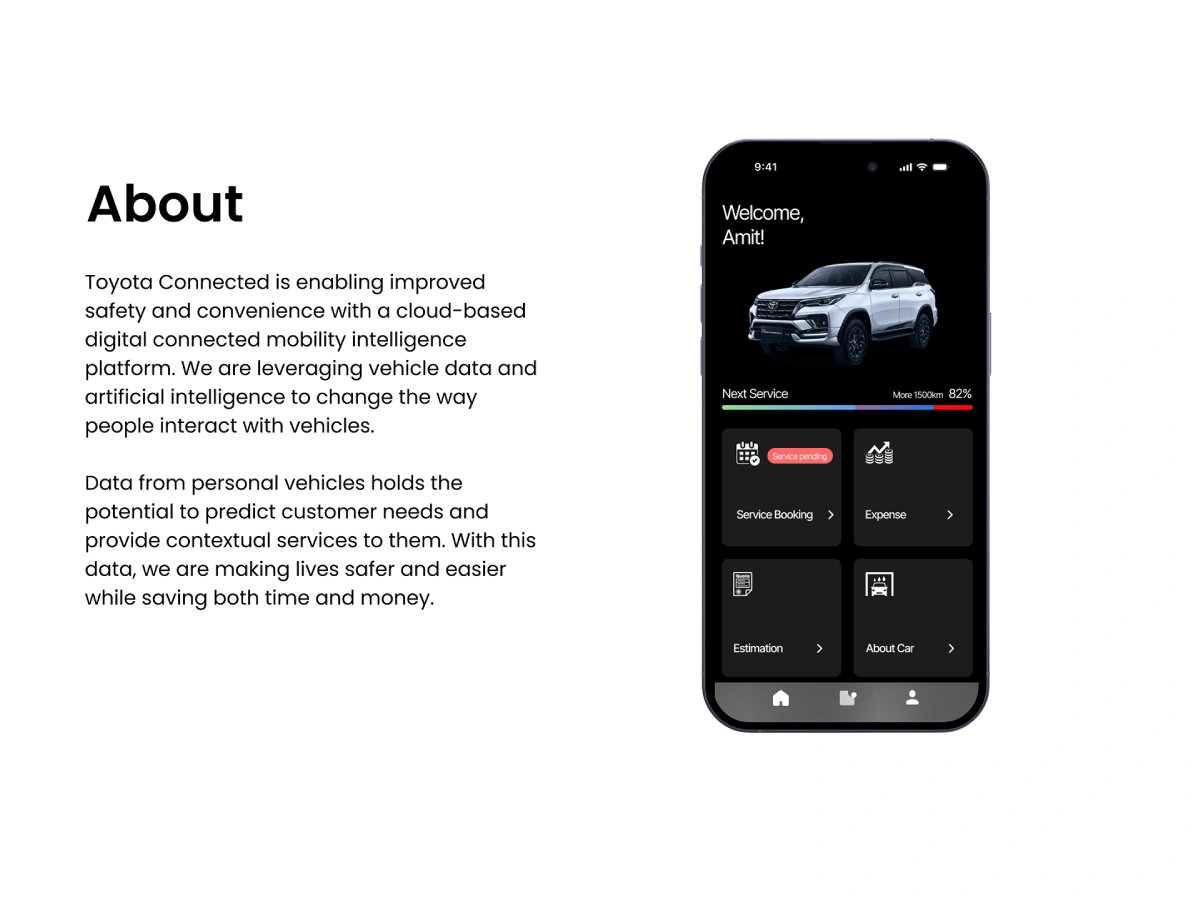 About
Toyota Connected is enabling improved
safety and convenience with a cloud-based
digital connected mobility intelligence
platform. We are leveraging vehicle data and
artificial intelligence to change the way
people interact with vehicles.
Data from personal vehicles holds the
potential to predict customer needs and
provide contextual services to them. With this
data, we are making lives safer and easier
while saving both time and money.
9:41
Welcome,
Amit!
Next Service More 1500km 82%
Service pending
Service Booking
Expense
Quote
Estimation
About Car